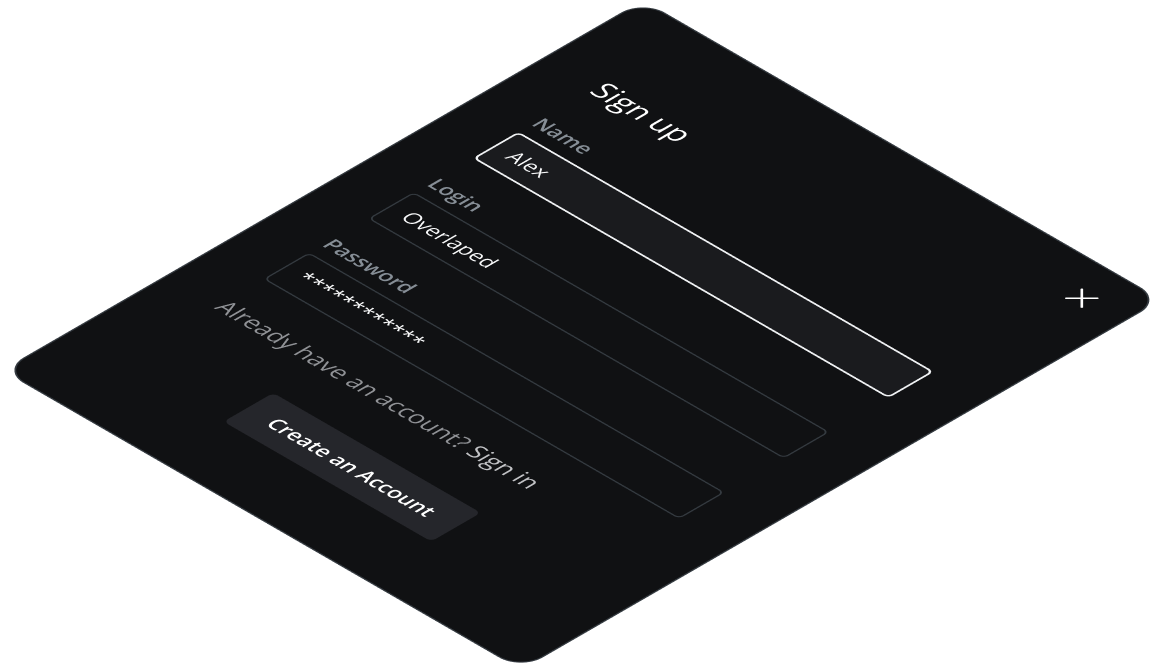 Sign up
Name
Alex
Login
Overlaped
Password
************
Already have an account? Sign in
Create an Account